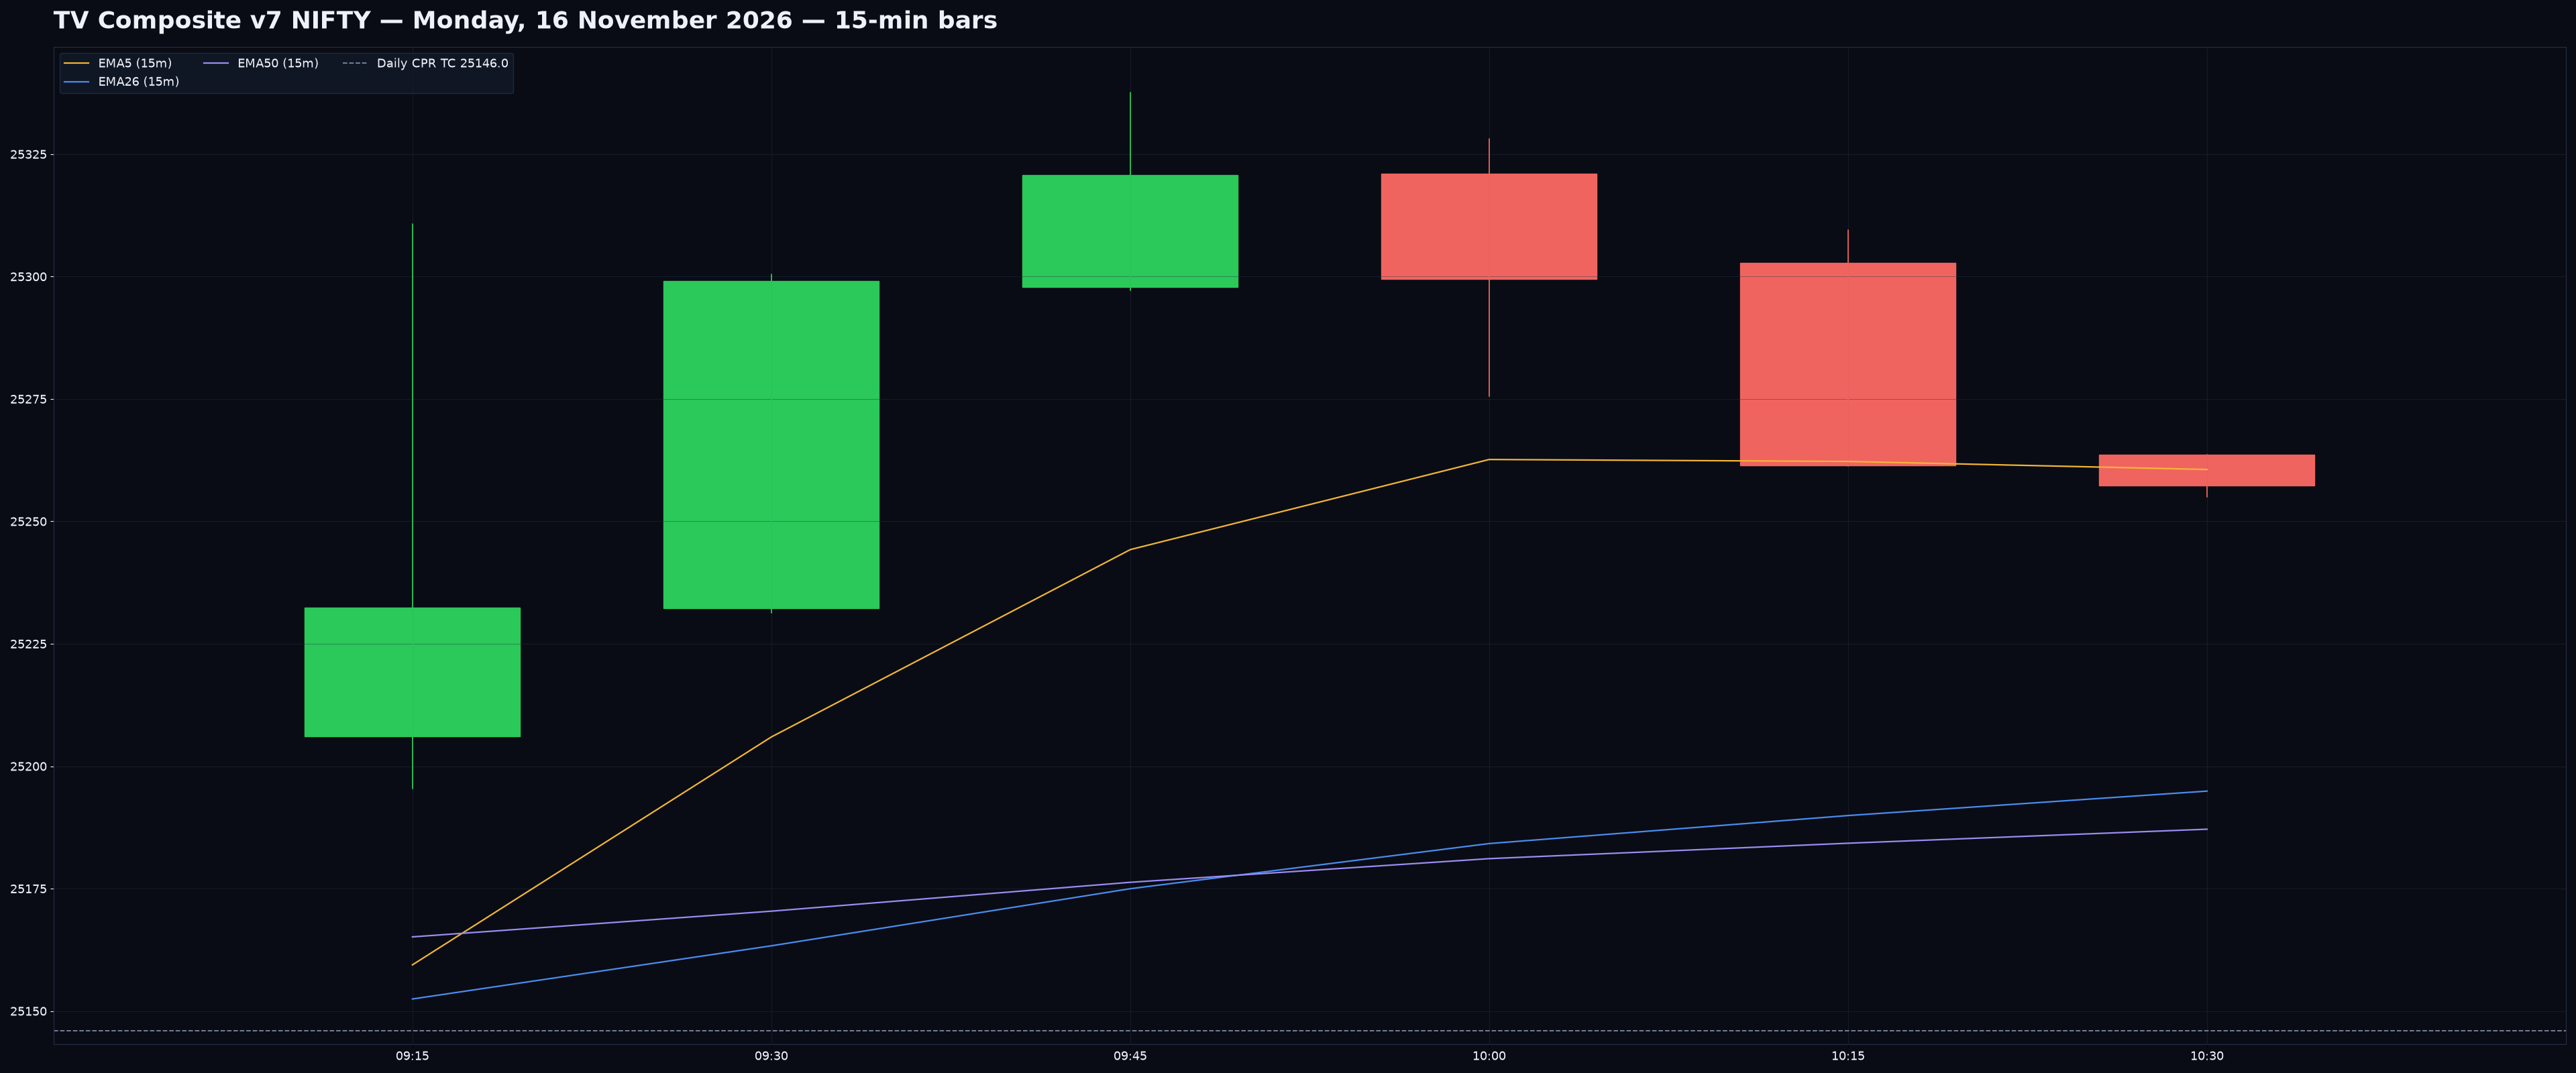 TV Composite v7 NIFTY — Monday, 16 November 2026 — 15-min bars
EMA5 (15m) EMA50 (15m) Daily CPR TC 25146.0
EMA26 (15m)
25325
25300
25275
25250
25225
25200
25175
25150
09:15 09:30 09:45 10:00 10:15 10:30